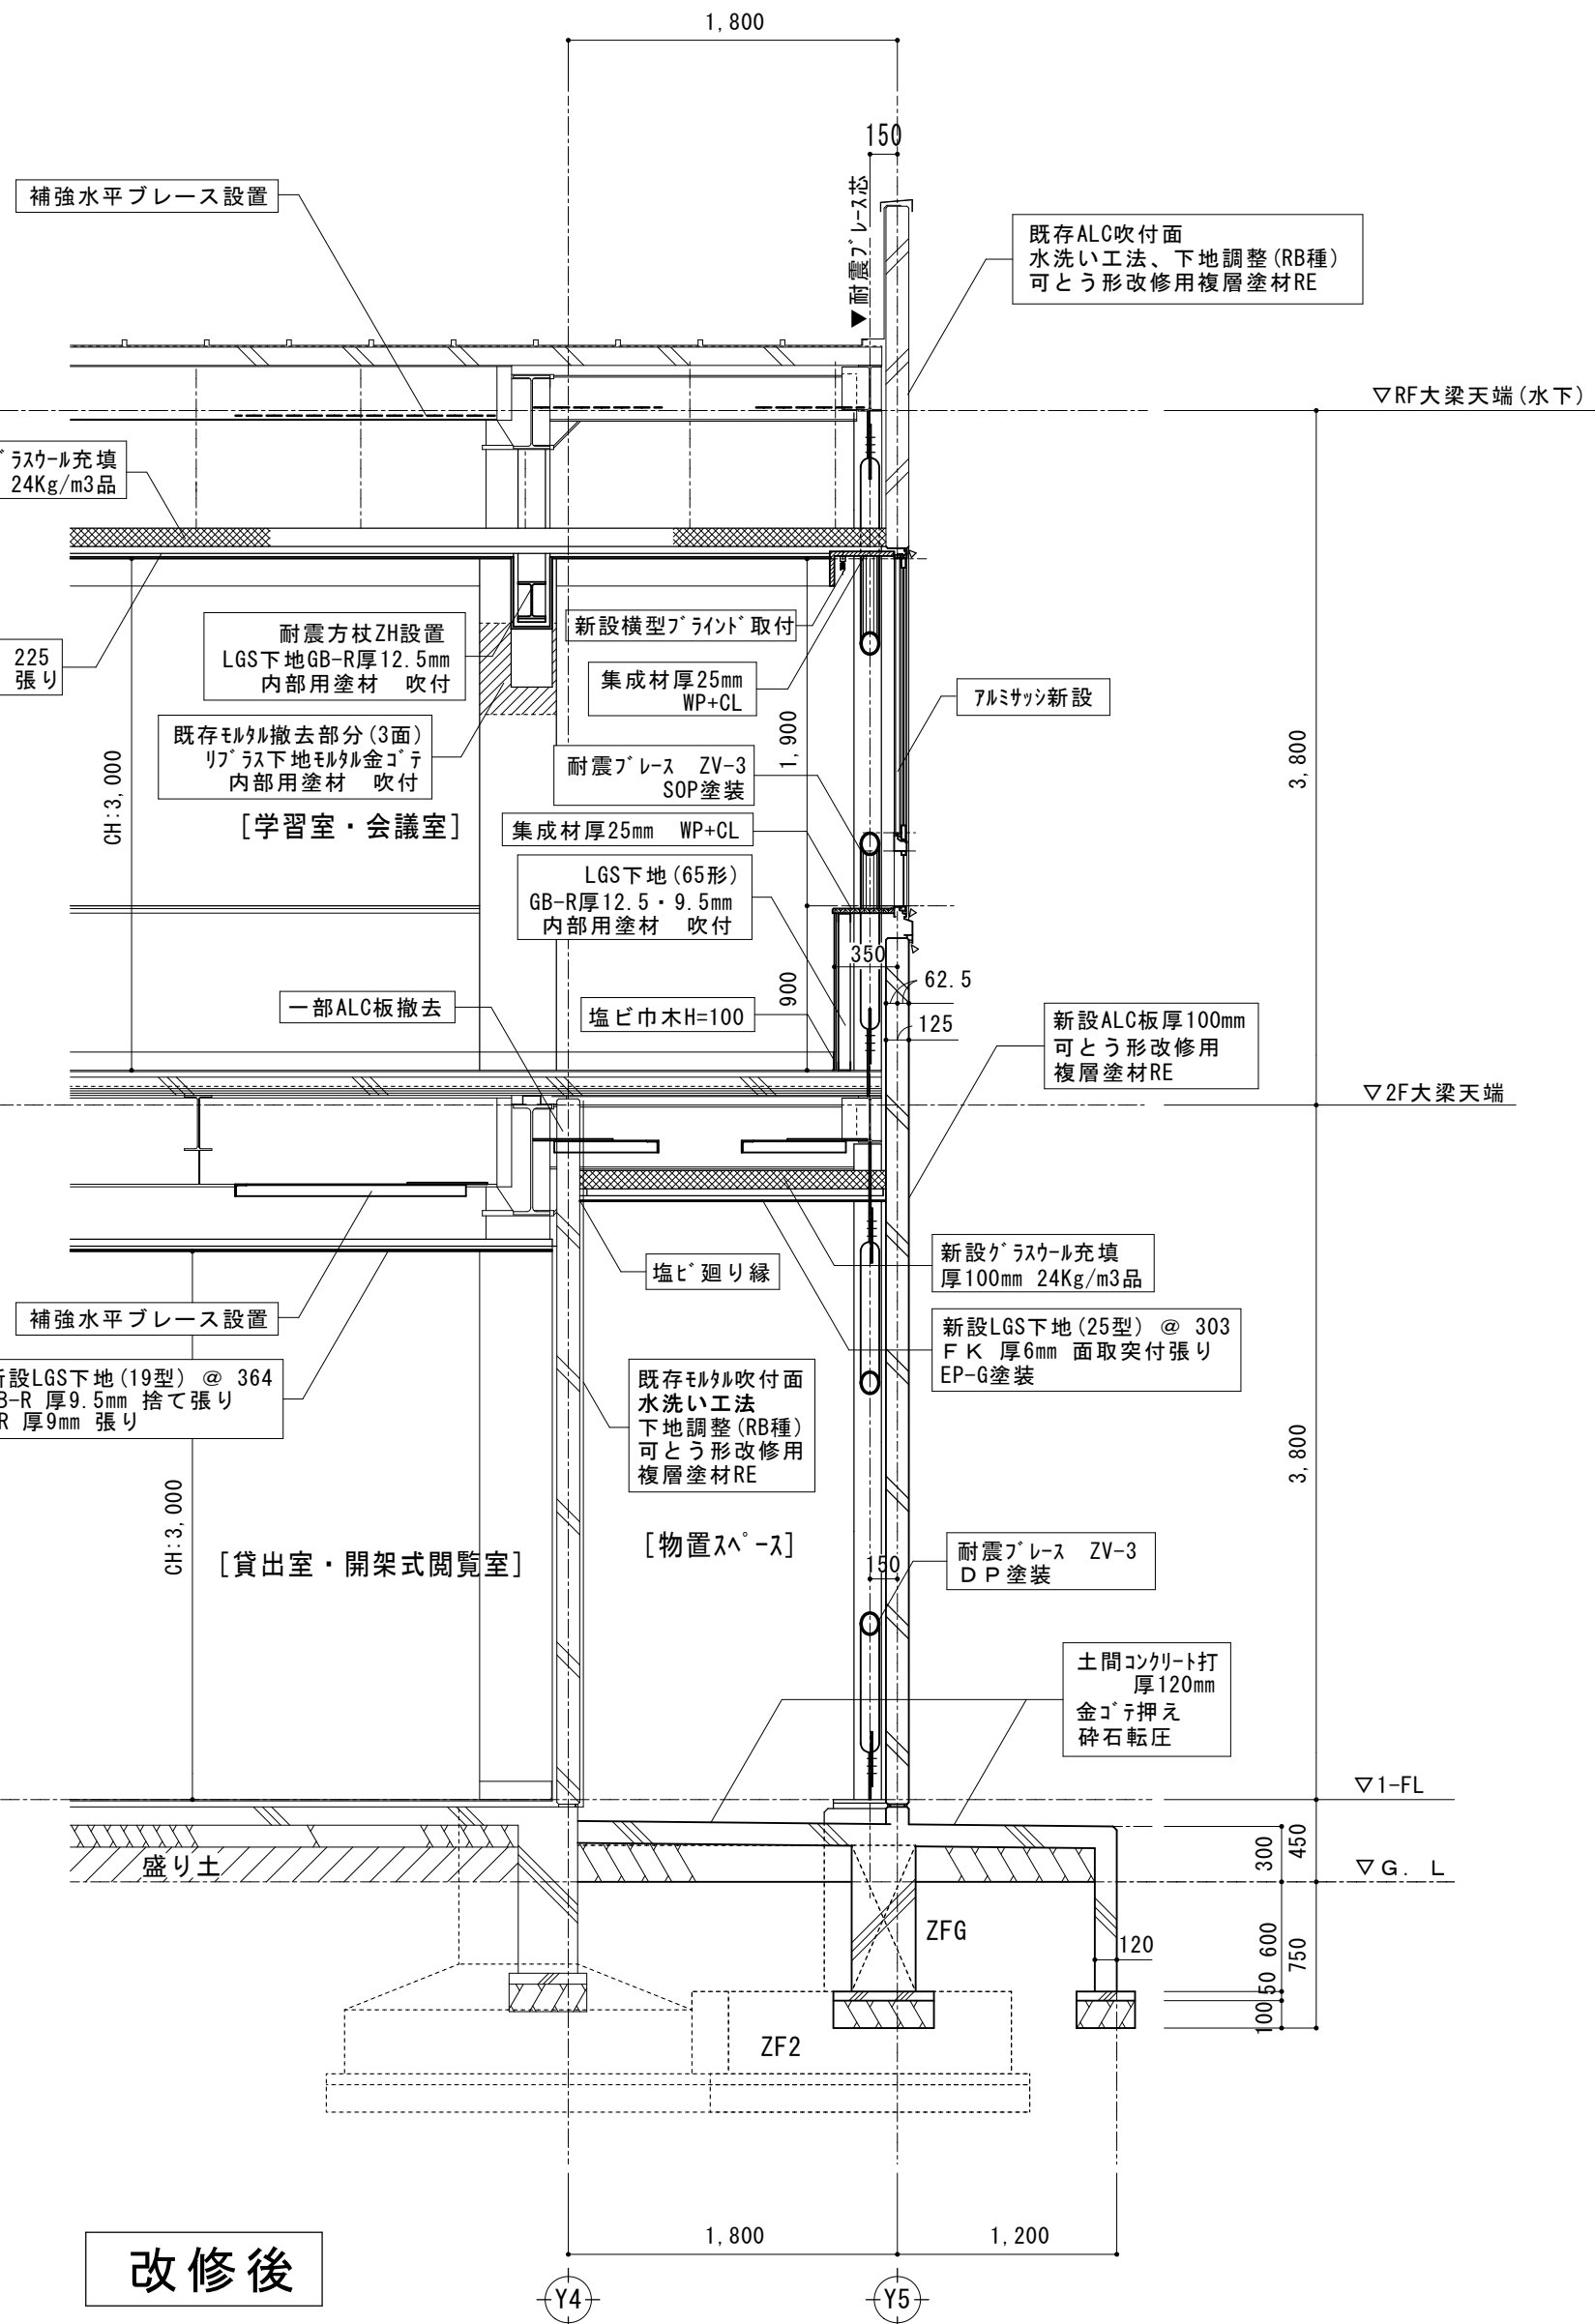 1,800
150
▼耐震ﾌﾞﾚｰｽ芯
補強水平ブレース設置
既存ALC吹付面
水洗い工法、下地調整(RB種)
可とう形改修用複層塗材RE
▽RF大梁天端(水下)
ﾗｽｳｰﾙ充填
24Kg/m3品
225
張り
耐震方杖ZH設置
LGS下地GB-R厚12.5mm
内部用塗材 吹付
新設横型ﾌﾞﾗｲﾝﾄﾞ取付
集成材厚25mm
WP+CL
ｱﾙﾐｻｯｼ新設
既存ﾓﾙﾀﾙ撤去部分(3面)
ﾘﾌﾞﾗｽ下地ﾓﾙﾀﾙ金ｺﾞﾃ
内部用塗材 吹付
耐震ﾌﾞﾚｰｽ ZV-3
SOP塗装
1,900
3,800
CH:3,000
[学習室・会議室]
集成材厚25mm WP+CL
LGS下地(65形)
GB-R厚12.5・9.5mm
内部用塗材 吹付
350
62.5
900
一部ALC板撤去
塩ビ巾木H=100
125
新設ALC板厚100mm
可とう形改修用
複層塗材RE
▽2F大梁天端
塩ﾋﾞ廻り縁
新設ｸﾞﾗｽｳｰﾙ充填
厚100mm 24Kg/m3品
補強水平ブレース設置
新設LGS下地(25型) @ 303
ＦＫ 厚6mm 面取突付張り
EP-G塗装
設LGS下地(19型) @ 364
B-R 厚9.5mm 捨て張り
R 厚9mm 張り
既存ﾓﾙﾀﾙ吹付面
水洗い工法
下地調整(RB種)
可とう形改修用
複層塗材RE
3,800
CH:3,000
[貸出室・開架式閲覧室]
[物置ｽﾍﾟｰｽ]
150
耐震ﾌﾞﾚｰｽ ZV-3
ＤＰ塗装
土間ｺﾝｸﾘｰﾄ打
厚120mm
金ｺﾞﾃ押え
砕石転圧
▽1-FL
盛り土
300
450
▽Ｇ．Ｌ
ZFG
120
600
750
50
100
ZF2
1,800
1,200
改修後
Y4
Y5